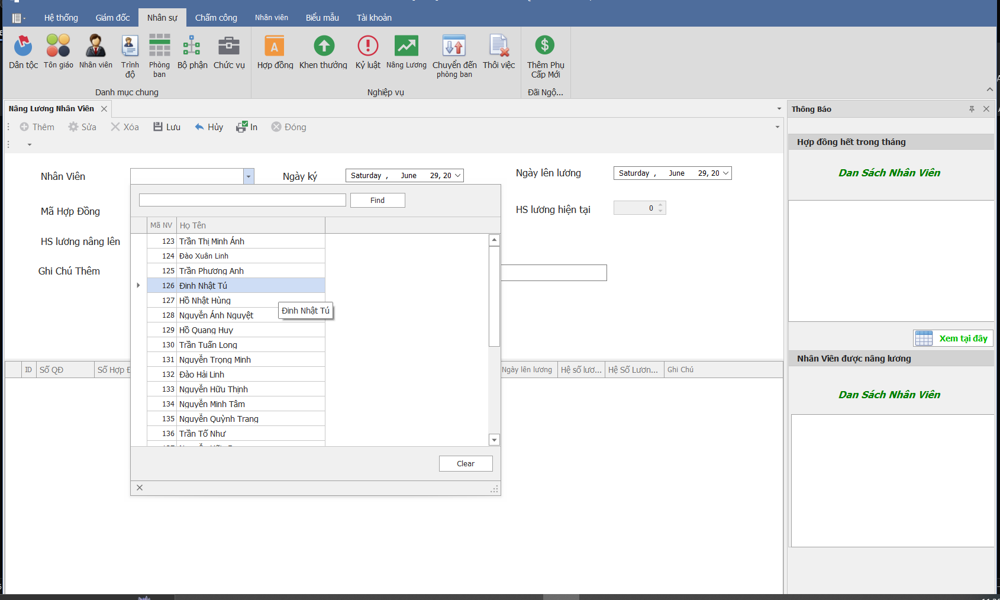 Hệ thống Giám đốc Nhân sự Chấm công Nhân viên Biểu mẫu Tài khoản
Dân tộc Tôn giáo Nhân viên Trình độ Phòng ban Bộ phận Chức vụ Hợp đồng Khen thưởng Kỷ luật Nâng Lương Chuyển đến phòng ban Thôi việc Thêm Phụ Cấp Mới
Danh mục chung Nghiệp vụ Đãi Ngộ...
Nâng Lương Nhân Viên
Thêm Sửa Xóa Lưu Hủy In Đóng
Nhân Viên Ngày ký Saturday , June 29, 20 Ngày lên lương Saturday , June 29, 20
Find
Mã Hợp Đồng HS lương hiện tại 0
HS lương nâng lên
Ghi Chú Thêm
Mã NV Họ Tên
123 Trần Thị Minh Ánh
124 Đào Xuân Linh
125 Trần Phương Anh
126 Đinh Nhật Tú
127 Hồ Nhật Hùng
Đinh Nhật Tú
128 Nguyễn Ánh Nguyệt
129 Hồ Quang Huy
130 Trần Tuấn Long
131 Nguyễn Trọng Minh
132 Đào Hải Linh
133 Nguyễn Hữu Thịnh
134 Nguyễn Minh Tâm
135 Nguyễn Quỳnh Trang
136 Trần Tố Như
Clear
ID Số QĐ Số Hợp Ngày lên lương Hệ số lươ... Hệ Số Lươn... Ghi Chú
Thông Báo
Hợp đồng hết trong tháng
Dan Sách Nhân Viên
Xem tại đây
Nhân Viên được nâng lương
Dan Sách Nhân Viên